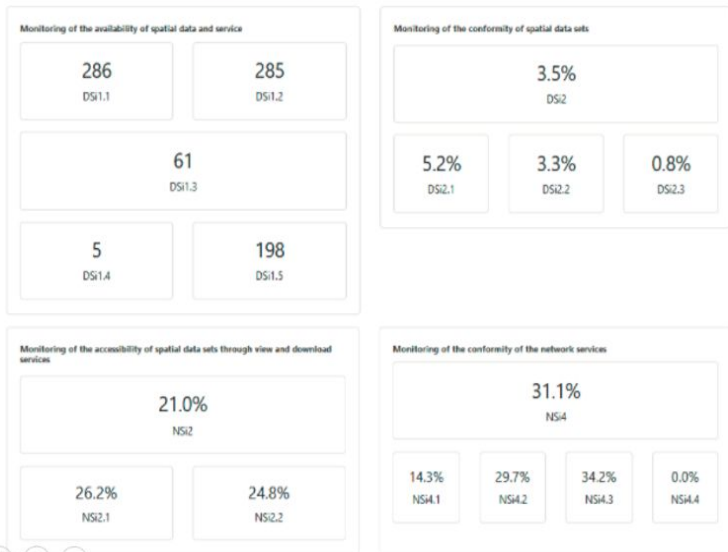 Monitoring of the availability of spatial data and service
286
DSi1.1
285
DSi1.2
61
DSi1.3
5
DSi1.4
198
DSi1.5
Monitoring of the conformity of spatial data sets
3.5%
DSi2
5.2%
DSi2.1
3.3%
DSi2.2
0.8%
DSi2.3
Monitoring of the accessibility of spatial data sets through view and download
services
21.0%
NSi2
26.2%
NSi2.1
24.8%
NSi2.2
Monitoring of the conformity of the network services
31.1%
NSi4
14.3%
NSi4.1
29.7%
NSi4.2
34.2%
NSi4.3
0.0%
NSi4.4